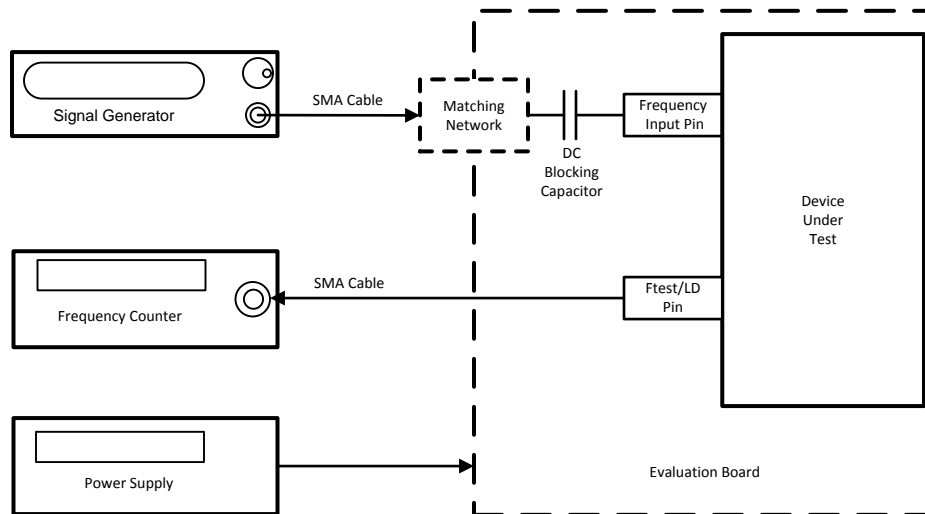 Signal Generator
SMA Cable
Matching
Network
DC
Blocking
Capacitor
Frequency
Input Pin
Device
Under
Test
Frequency Counter
SMA Cable
Ftest/LD
Pin
Power Supply
Evaluation Board